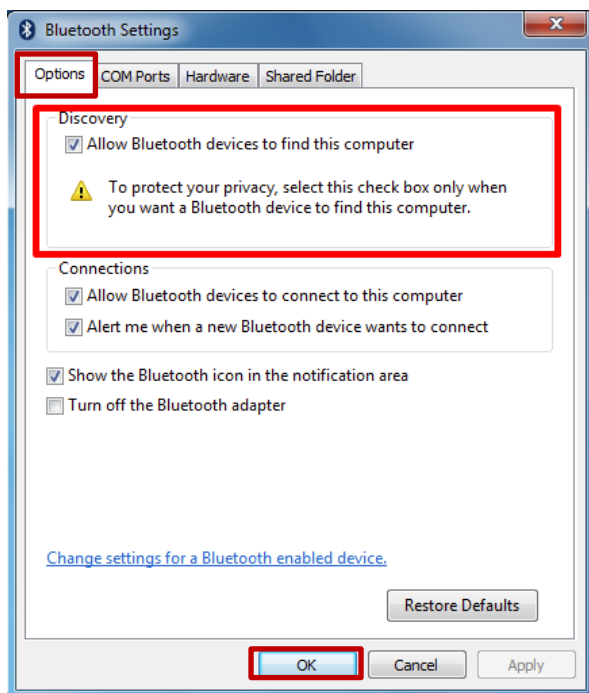 Bluetooth Settings
Options COM Ports Hardware Shared Folder
Discovery
Allow Bluetooth devices to find this computer
To protect your privacy, select this check box only when
you want a Bluetooth device to find this computer.
Connections
Allow Bluetooth devices to connect to this computer
Alert me when a new Bluetooth device wants to connect
Show the Bluetooth icon in the notification area
Turn off the Bluetooth adapter
Change settings for a Bluetooth enabled device.
Restore Defaults
OK Cancel Apply